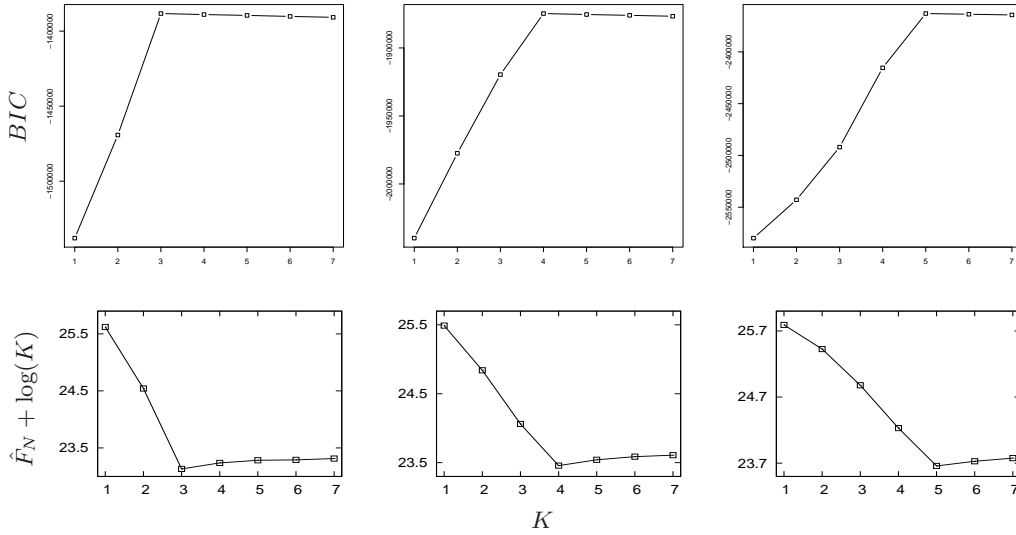 BIC
-1400000
-1450000
-1500000
1 2 3 4 5 6 7
-1900000
-1950000
-2000000
1 2 3 4 5 6 7
-2400000
-2450000
-2500000
-2550000
1 2 3 4 5 6 7
F̂_N + log(K)
25.5
24.5
23.5
1 2 3 4 5 6 7
25.5
24.5
23.5
1 2 3 4 5 6 7
25.7
24.7
23.7
1 2 3 4 5 6 7
K